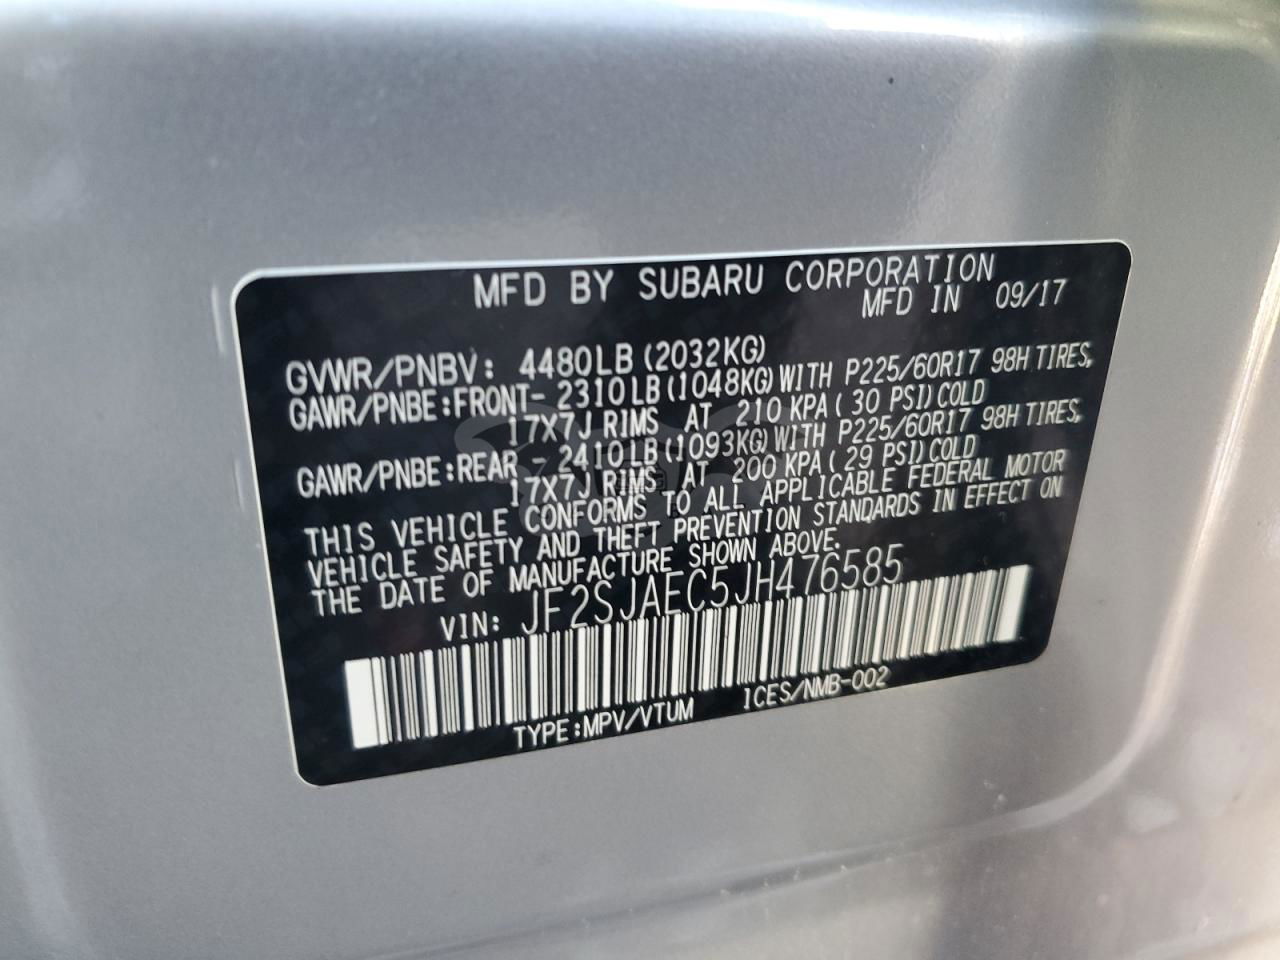 MFD BY SUBARU CORPORATION
MFD IN 09/17
GVWR/PNBV: 4480LB (2032KG)
GAWR/PNBE:FRONT- 2310LB (1048KG) WITH P225/60R17 98H TIRES,
17X7J RIMS AT 210 KPA ( 30 PSI) COLD
GAWR/PNBE:REAR - 2410LB (1093KG) WITH P225/60R17 98H TIRES,
17X7J RIMS AT 200 KPA ( 29 PSI) COLD
THIS VEHICLE CONFORMS TO ALL APPLICABLE FEDERAL MOTOR
VEHICLE SAFETY AND THEFT PREVENTION STANDARDS IN EFFECT ON
THE DATE OF MANUFACTURE SHOWN ABOVE.
VIN: JF2SJAEC5JH476585
TYPE:MPV/VTUM ICES/NMB-002